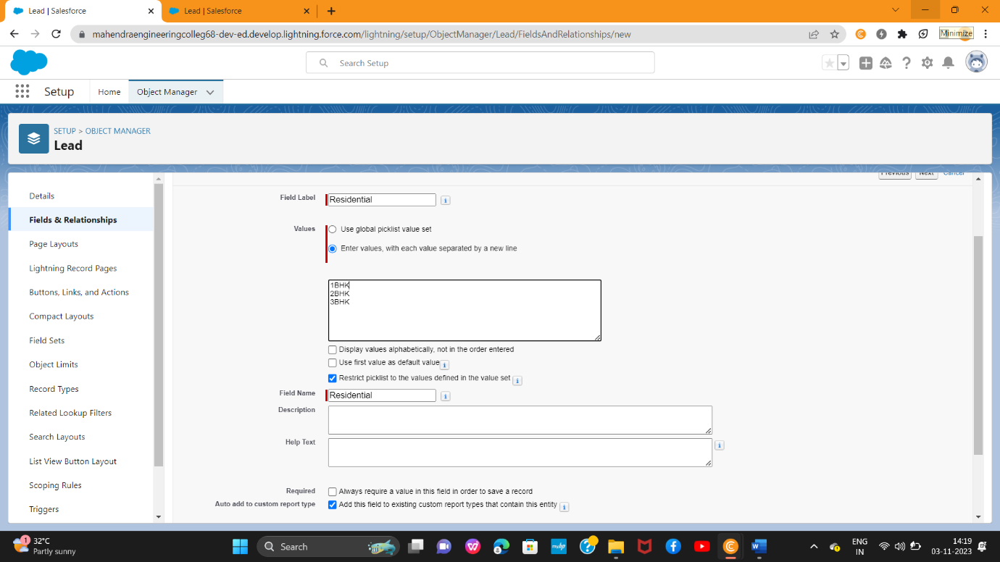 Lead | Salesforce
Lead | Salesforce
mahendraengineeringcolleg68-dev-ed.develop.lightning.force.com/lightning/setup/ObjectManager/Lead/FieldsAndRelationships/new
Minimize
Search Setup
Setup
Home
Object Manager
SETUP > OBJECT MANAGER
Lead
Previous
Next
Cancel
Details
Fields & Relationships
Page Layouts
Lightning Record Pages
Buttons, Links, and Actions
Compact Layouts
Field Sets
Object Limits
Record Types
Related Lookup Filters
Search Layouts
List View Button Layout
Scoping Rules
Triggers
Field Label
Residential
Values
Use global picklist value set
Enter values, with each value separated by a new line
1BHK
2BHK
3BHK
Display values alphabetically, not in the order entered
Use first value as default value
Restrict picklist to the values defined in the value set
Field Name
Residential
Description
Help Text
Required
Always require a value in this field in order to save a record
Auto add to custom report type
Add this field to existing custom report types that contain this entity
1
32°C
Partly sunny
Search
ENG
IN
14:19
03-11-2023